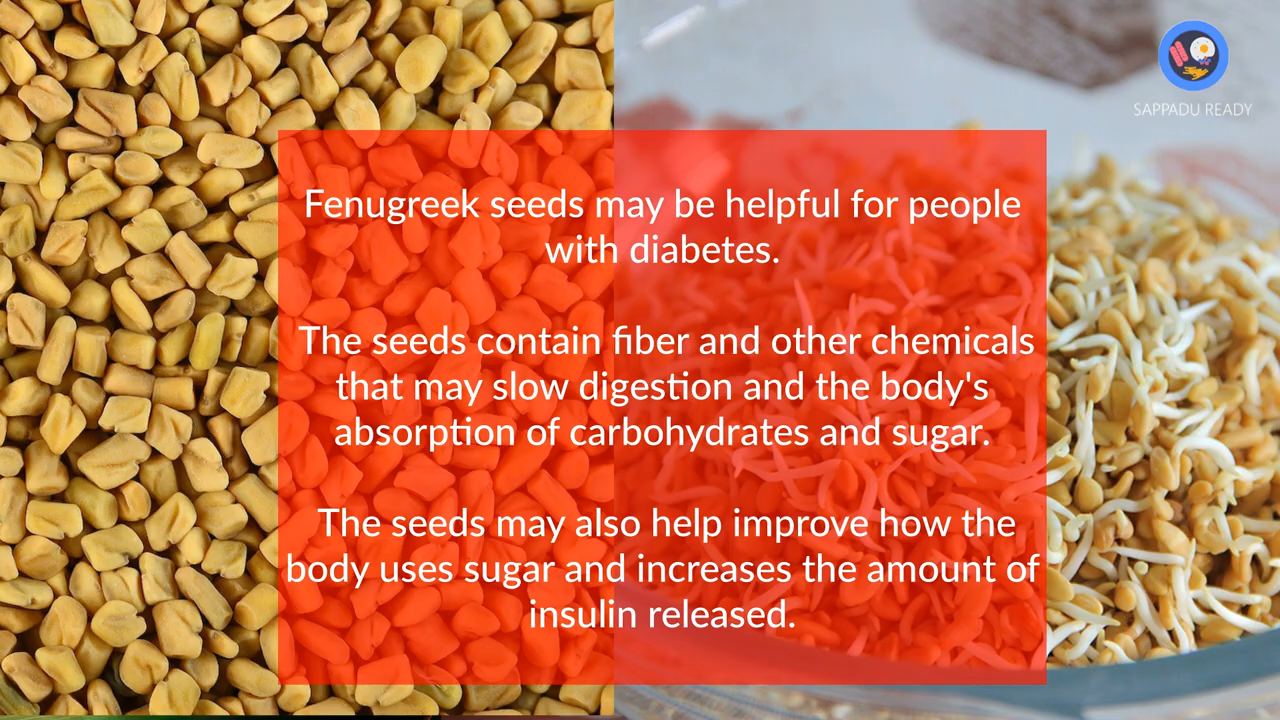 SAPPADU READY
Fenugreek seeds may be helpful for people
with diabetes.
The seeds contain fiber and other chemicals
that may slow digestion and the body's
absorption of carbohydrates and sugar.
The seeds may also help improve how the
body uses sugar and increases the amount of
insulin released.